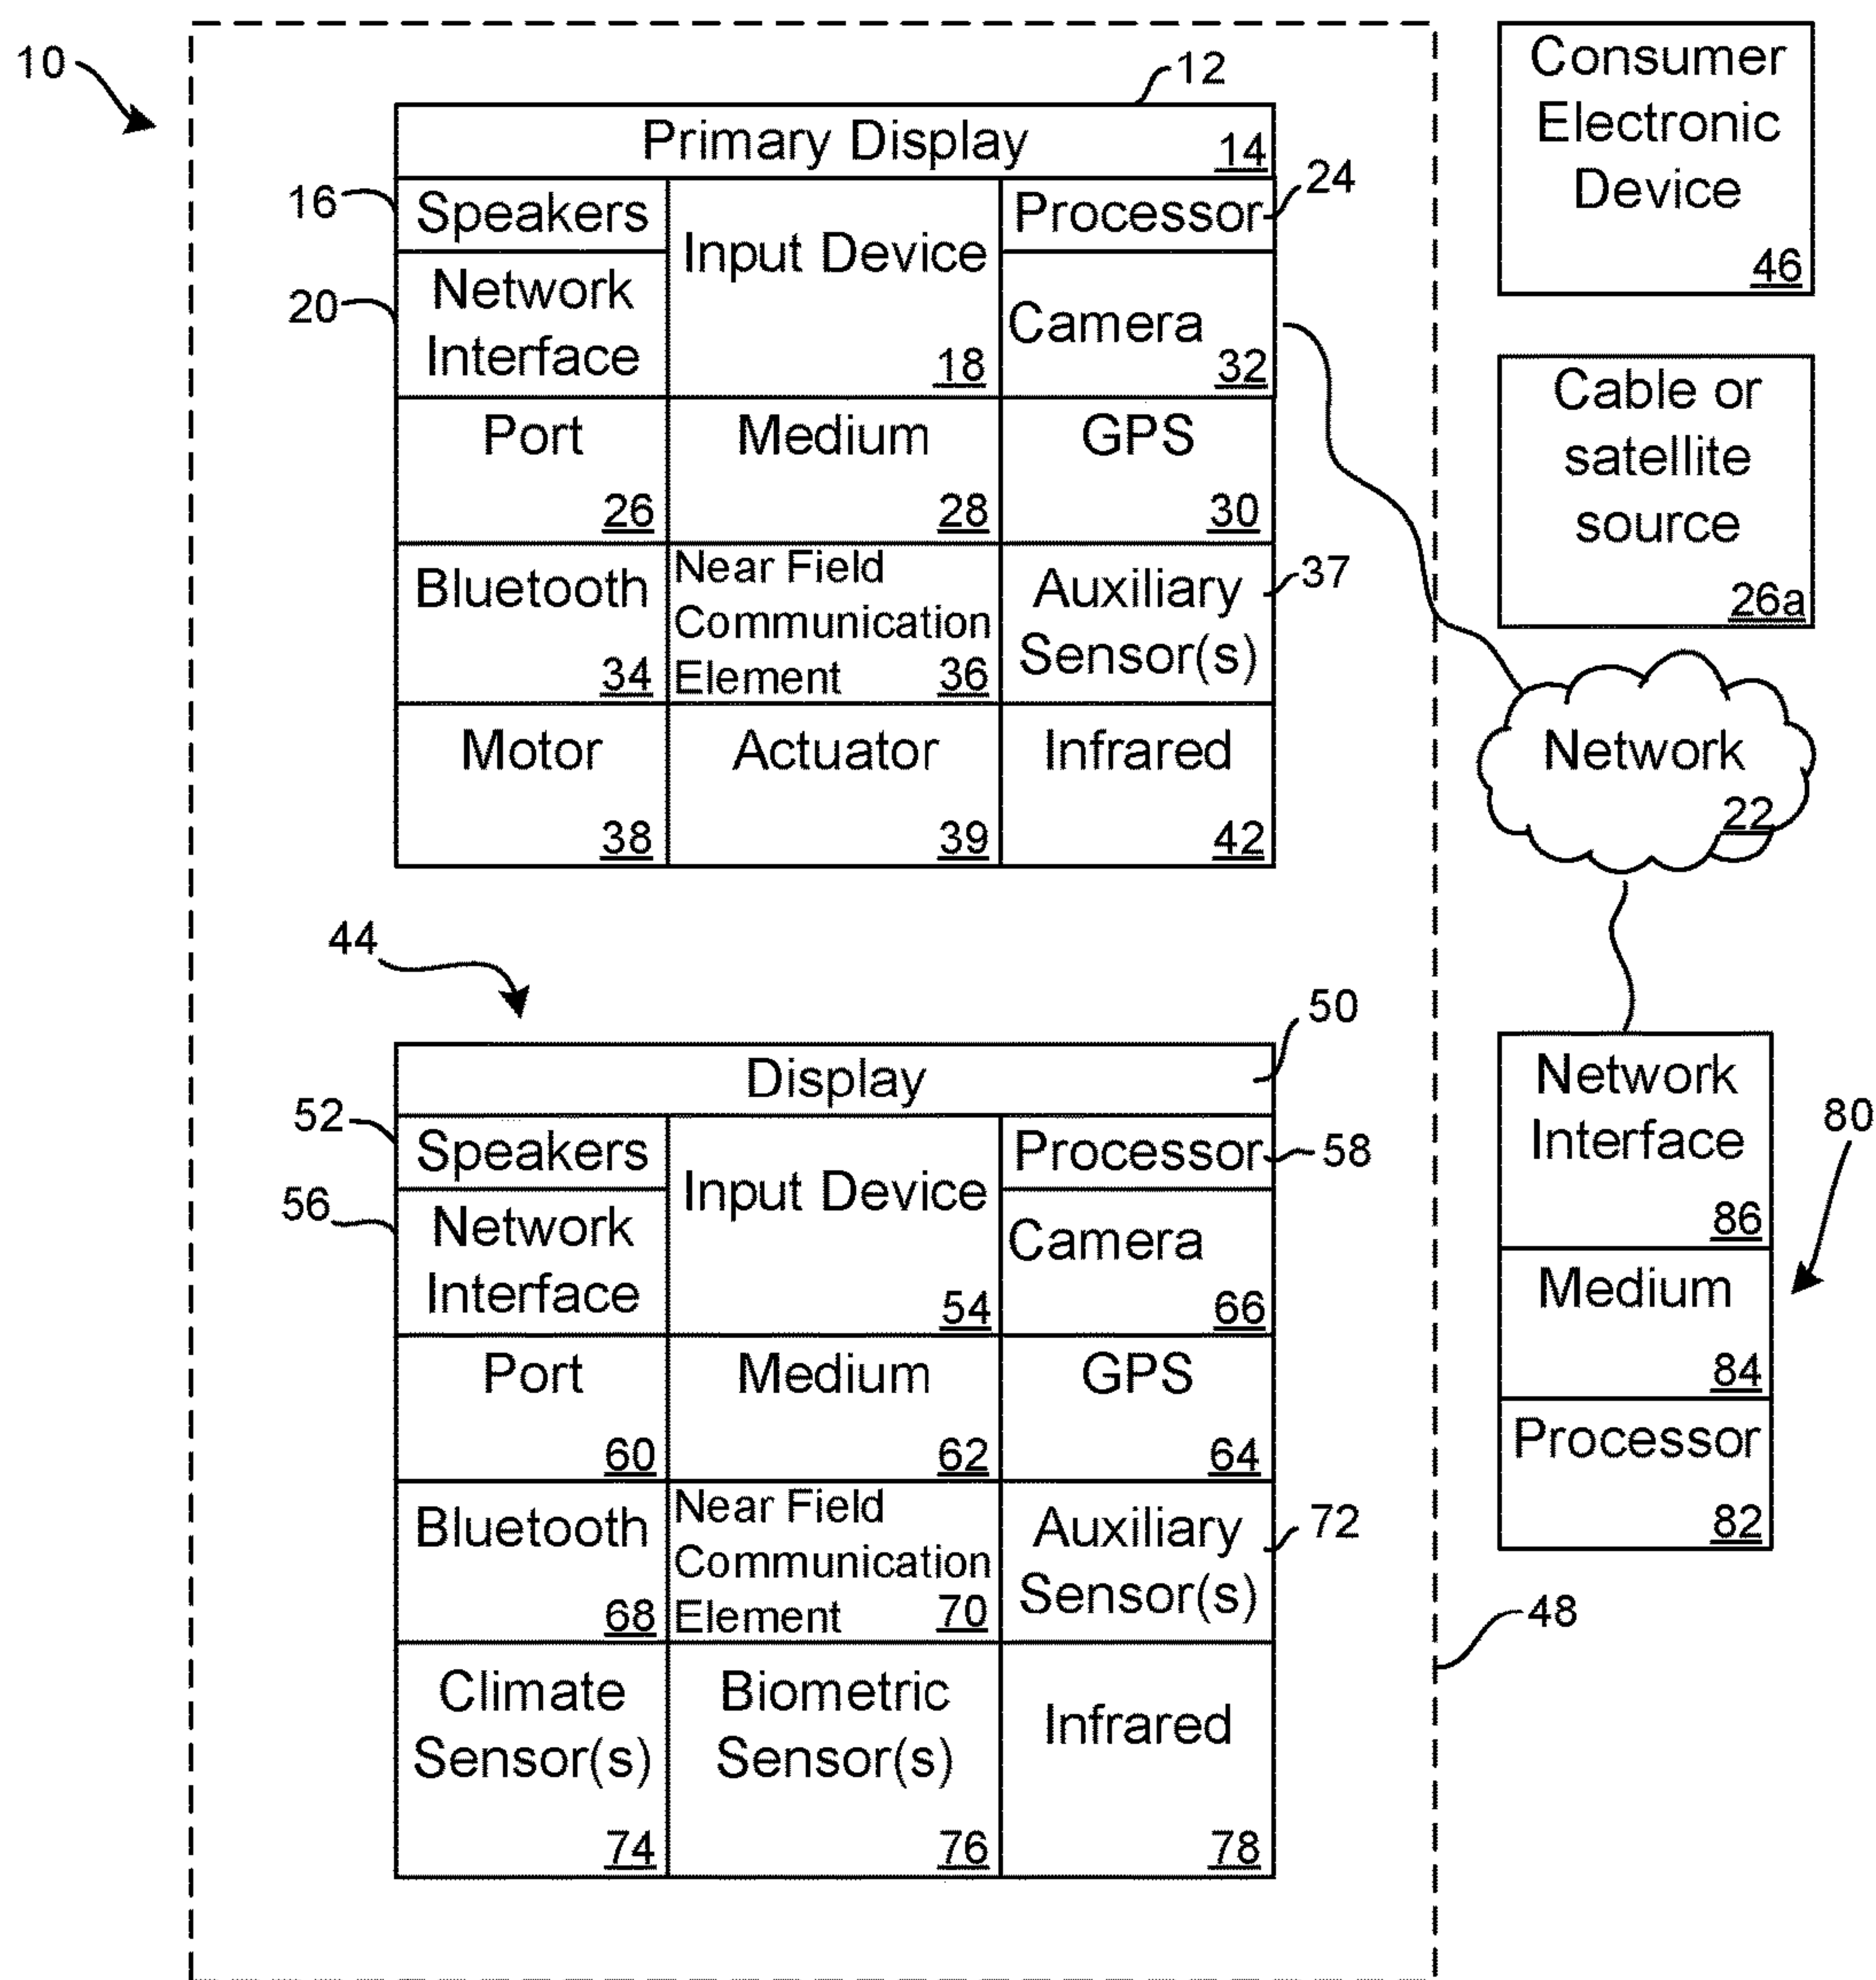 10
12
Primary Display 14
16
Speakers
Input Device
18
Processor
24
20
Network
Interface
Camera
32
Port
26
Medium
28
GPS
30
Bluetooth
34
Near Field
Communication
Element 36
Auxiliary
Sensor(s)
37
Motor
38
Actuator
39
Infrared
42
44
Display
50
52
Speakers
Input Device
54
Processor
58
56
Network
Interface
Camera
66
Port
60
Medium
62
GPS
64
Bluetooth
68
Near Field
Communication
Element 70
Auxiliary
Sensor(s)
72
Climate
Sensor(s)
74
Biometric
Sensor(s)
76
Infrared
78
48
Consumer
Electronic
Device
46
Cable or
satellite
source
26a
Network
22
Network
Interface
86
80
Medium
84
Processor
82